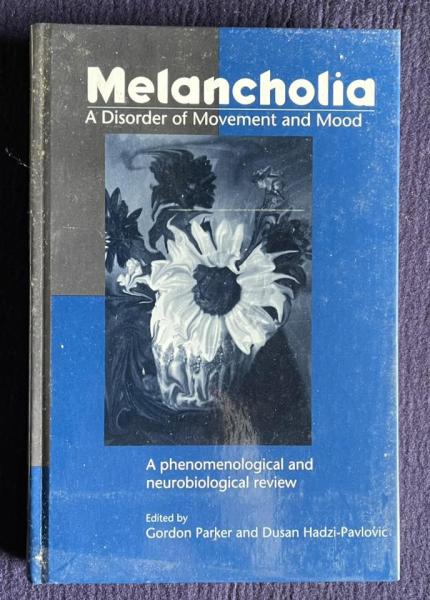 Melancholia
A Disorder of Movement and Mood
A phenomenological and
neurobiological review
Edited by
Gordon Parker and Dusan Hadzi-Pavlovic